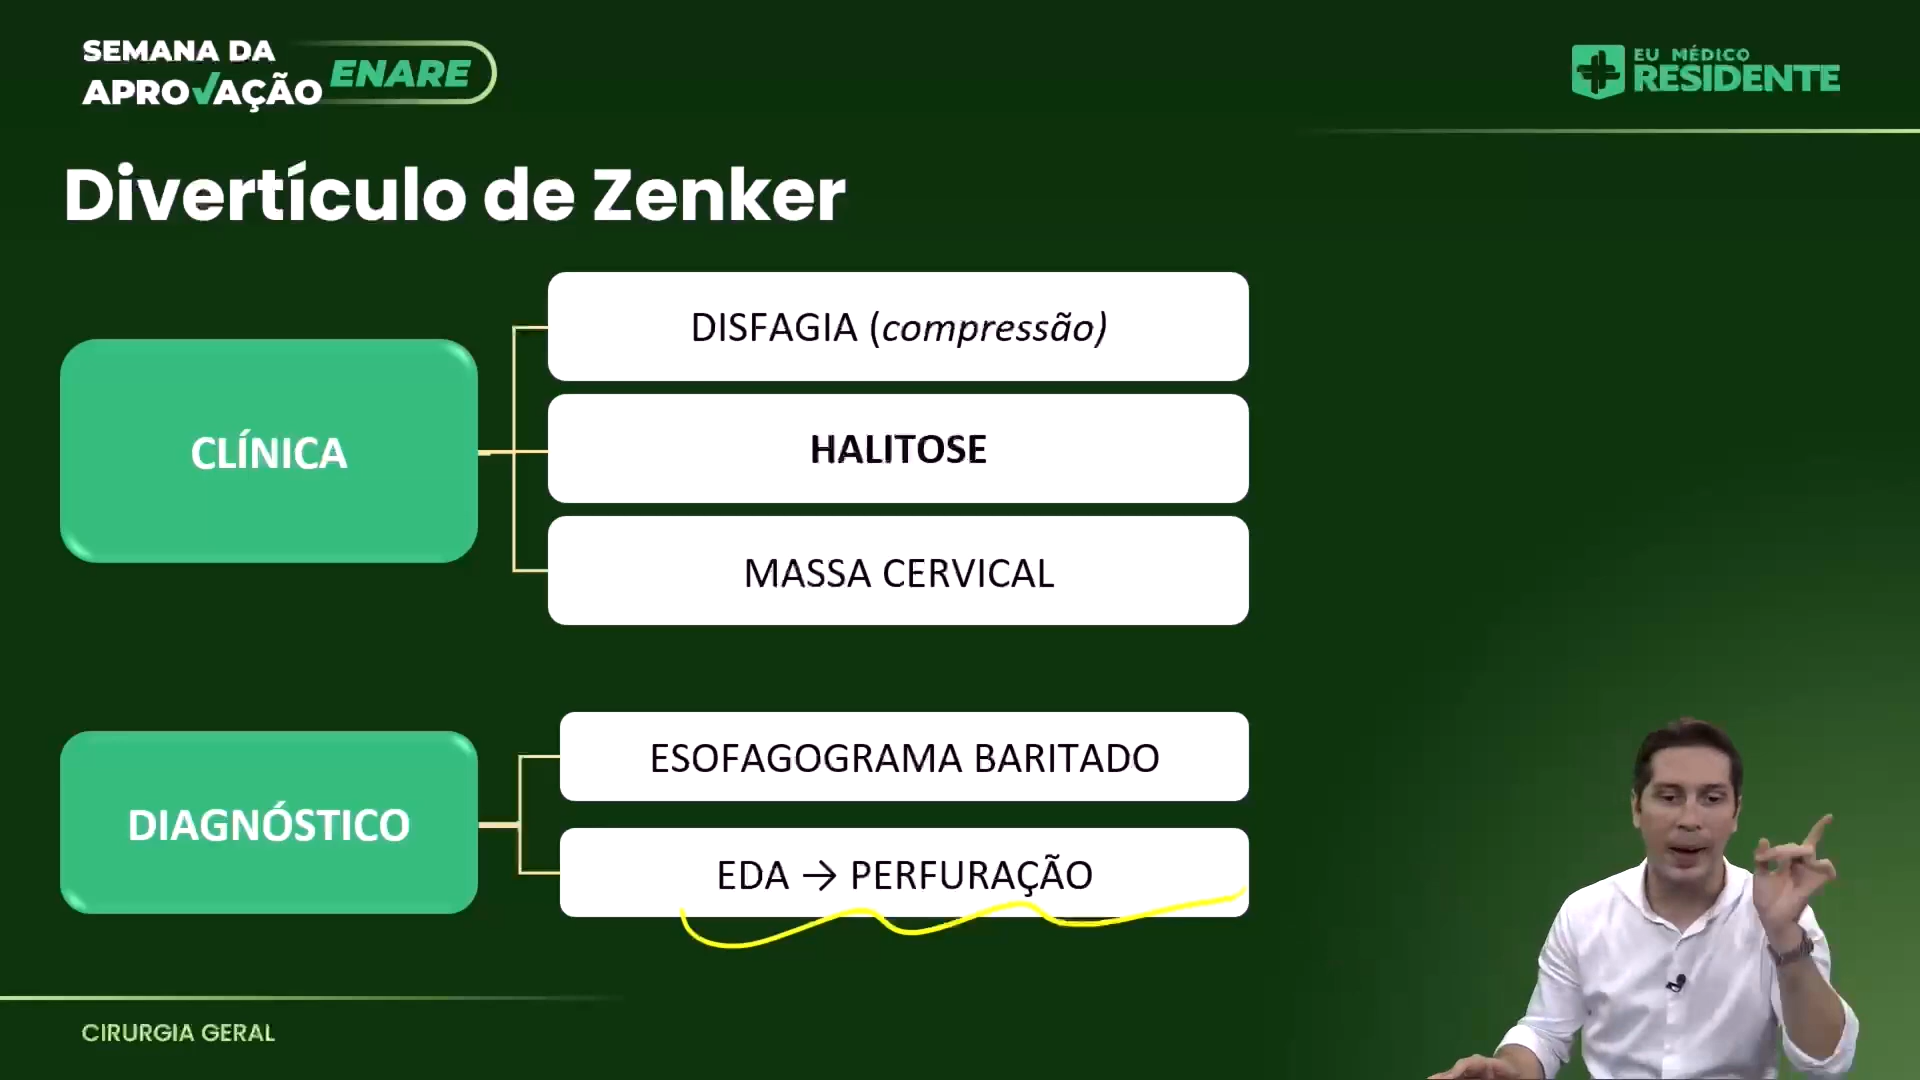 SEMANA DA
APROVAÇÃO ENARE
EU MÉDICO
RESIDENTE
Divertículo de Zenker
CLÍNICA
DISFAGIA (compressão)
HALITOSE
MASSA CERVICAL
DIAGNÓSTICO
ESOFAGOGRAMA BARITADO
EDA → PERFURAÇÃO
CIRURGIA GERAL